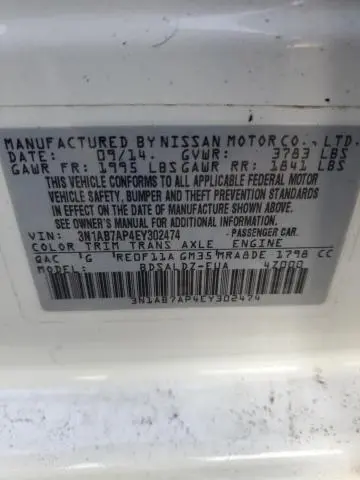 MANUFACTURED BY NISSAN MOTOR CO., LTD.
DATE: 09/14. GVWR: 3783 LBS
GAWR FR: 1995 LBS GAWR RR: 1841 LBS
THIS VEHICLE CONFORMS TO ALL APPLICABLE FEDERAL MOTOR
VEHICLE SAFETY, BUMPER AND THEFT PREVENTION STANDARDS
IN EFFECT ON THE DATE OF MANUFACTURE SHOWN ABOVE.
SEE OWNER'S MANUAL FOR ADDITIONAL INFORMATION.
VIN: 3N1AB7AP4EY302474 -PASSENGER CAR.
COLOR TRIM TRANS AXLE ENGINE
QAC G RE0F11A GM35 MRA8DE 1798 CC
MODEL: BDSALDZ-EUA 4Z000
3N1AB7AP4EY302474